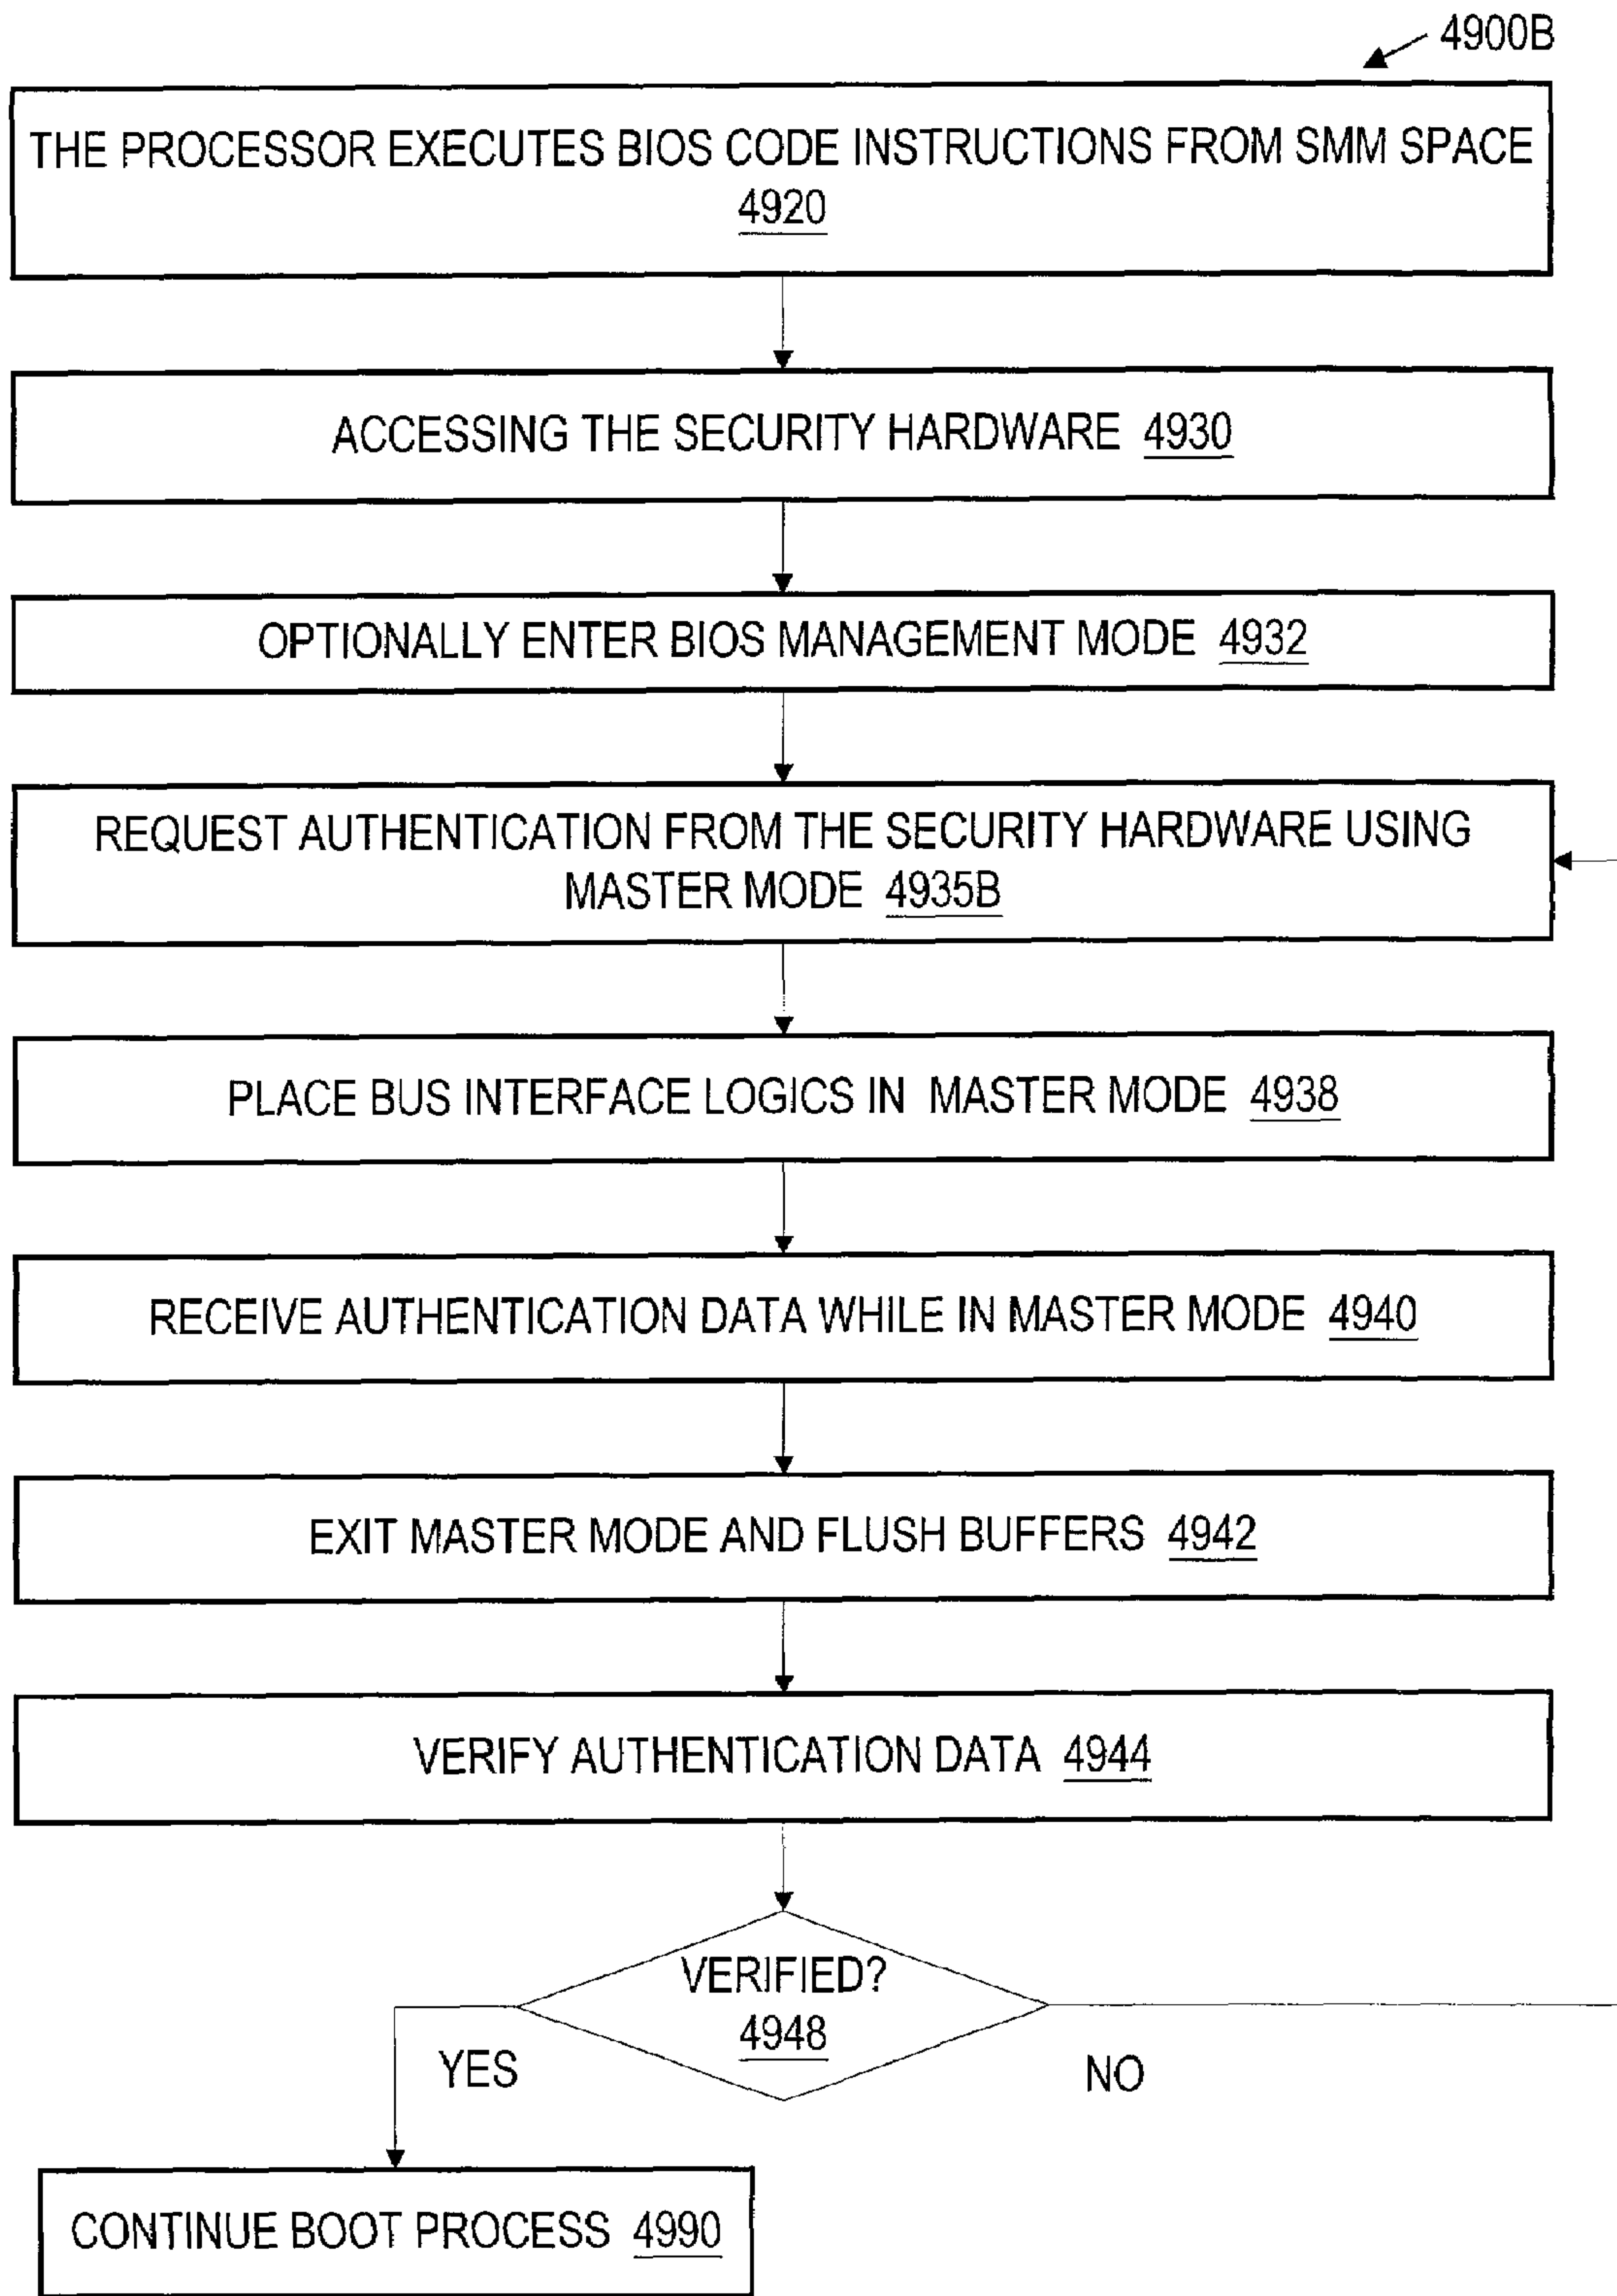 4900B
THE PROCESSOR EXECUTES BIOS CODE INSTRUCTIONS FROM SMM SPACE
4920
ACCESSING THE SECURITY HARDWARE 4930
OPTIONALLY ENTER BIOS MANAGEMENT MODE 4932
REQUEST AUTHENTICATION FROM THE SECURITY HARDWARE USING
MASTER MODE 4935B
PLACE BUS INTERFACE LOGICS IN MASTER MODE 4938
RECEIVE AUTHENTICATION DATA WHILE IN MASTER MODE 4940
EXIT MASTER MODE AND FLUSH BUFFERS 4942
VERIFY AUTHENTICATION DATA 4944
VERIFIED?
4948
YES
NO
CONTINUE BOOT PROCESS 4990